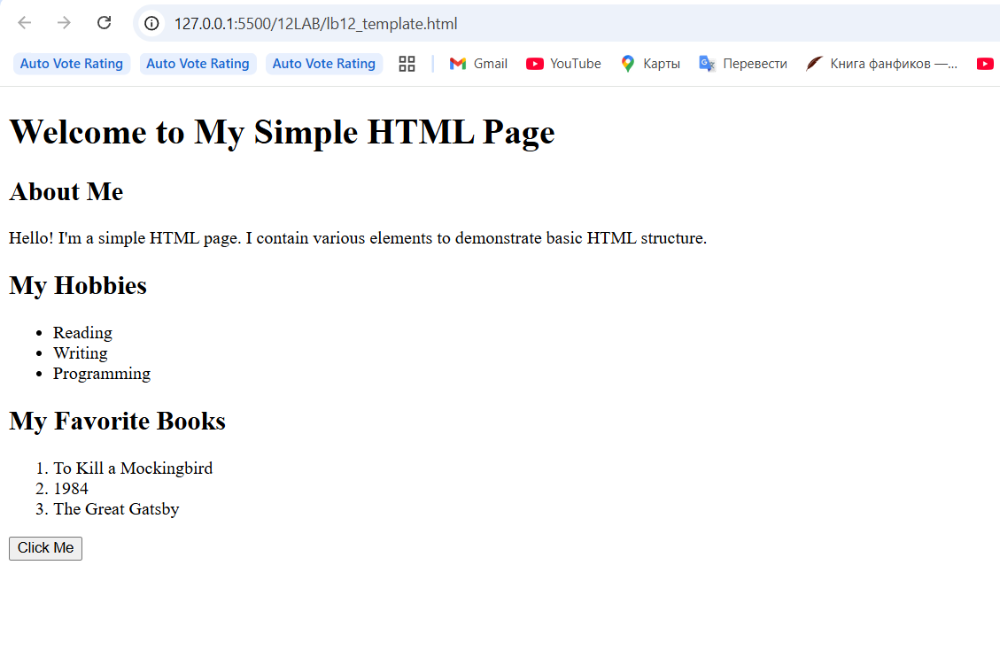 127.0.0.1:5500/12LAB/lb12_template.html
Auto Vote Rating Auto Vote Rating Auto Vote Rating Gmail YouTube Карты Перевести Книга фанфиков —...
Welcome to My Simple HTML Page
About Me
Hello! I'm a simple HTML page. I contain various elements to demonstrate basic HTML structure.
My Hobbies
• Reading
• Writing
• Programming
My Favorite Books
1. To Kill a Mockingbird
2. 1984
3. The Great Gatsby
Click Me